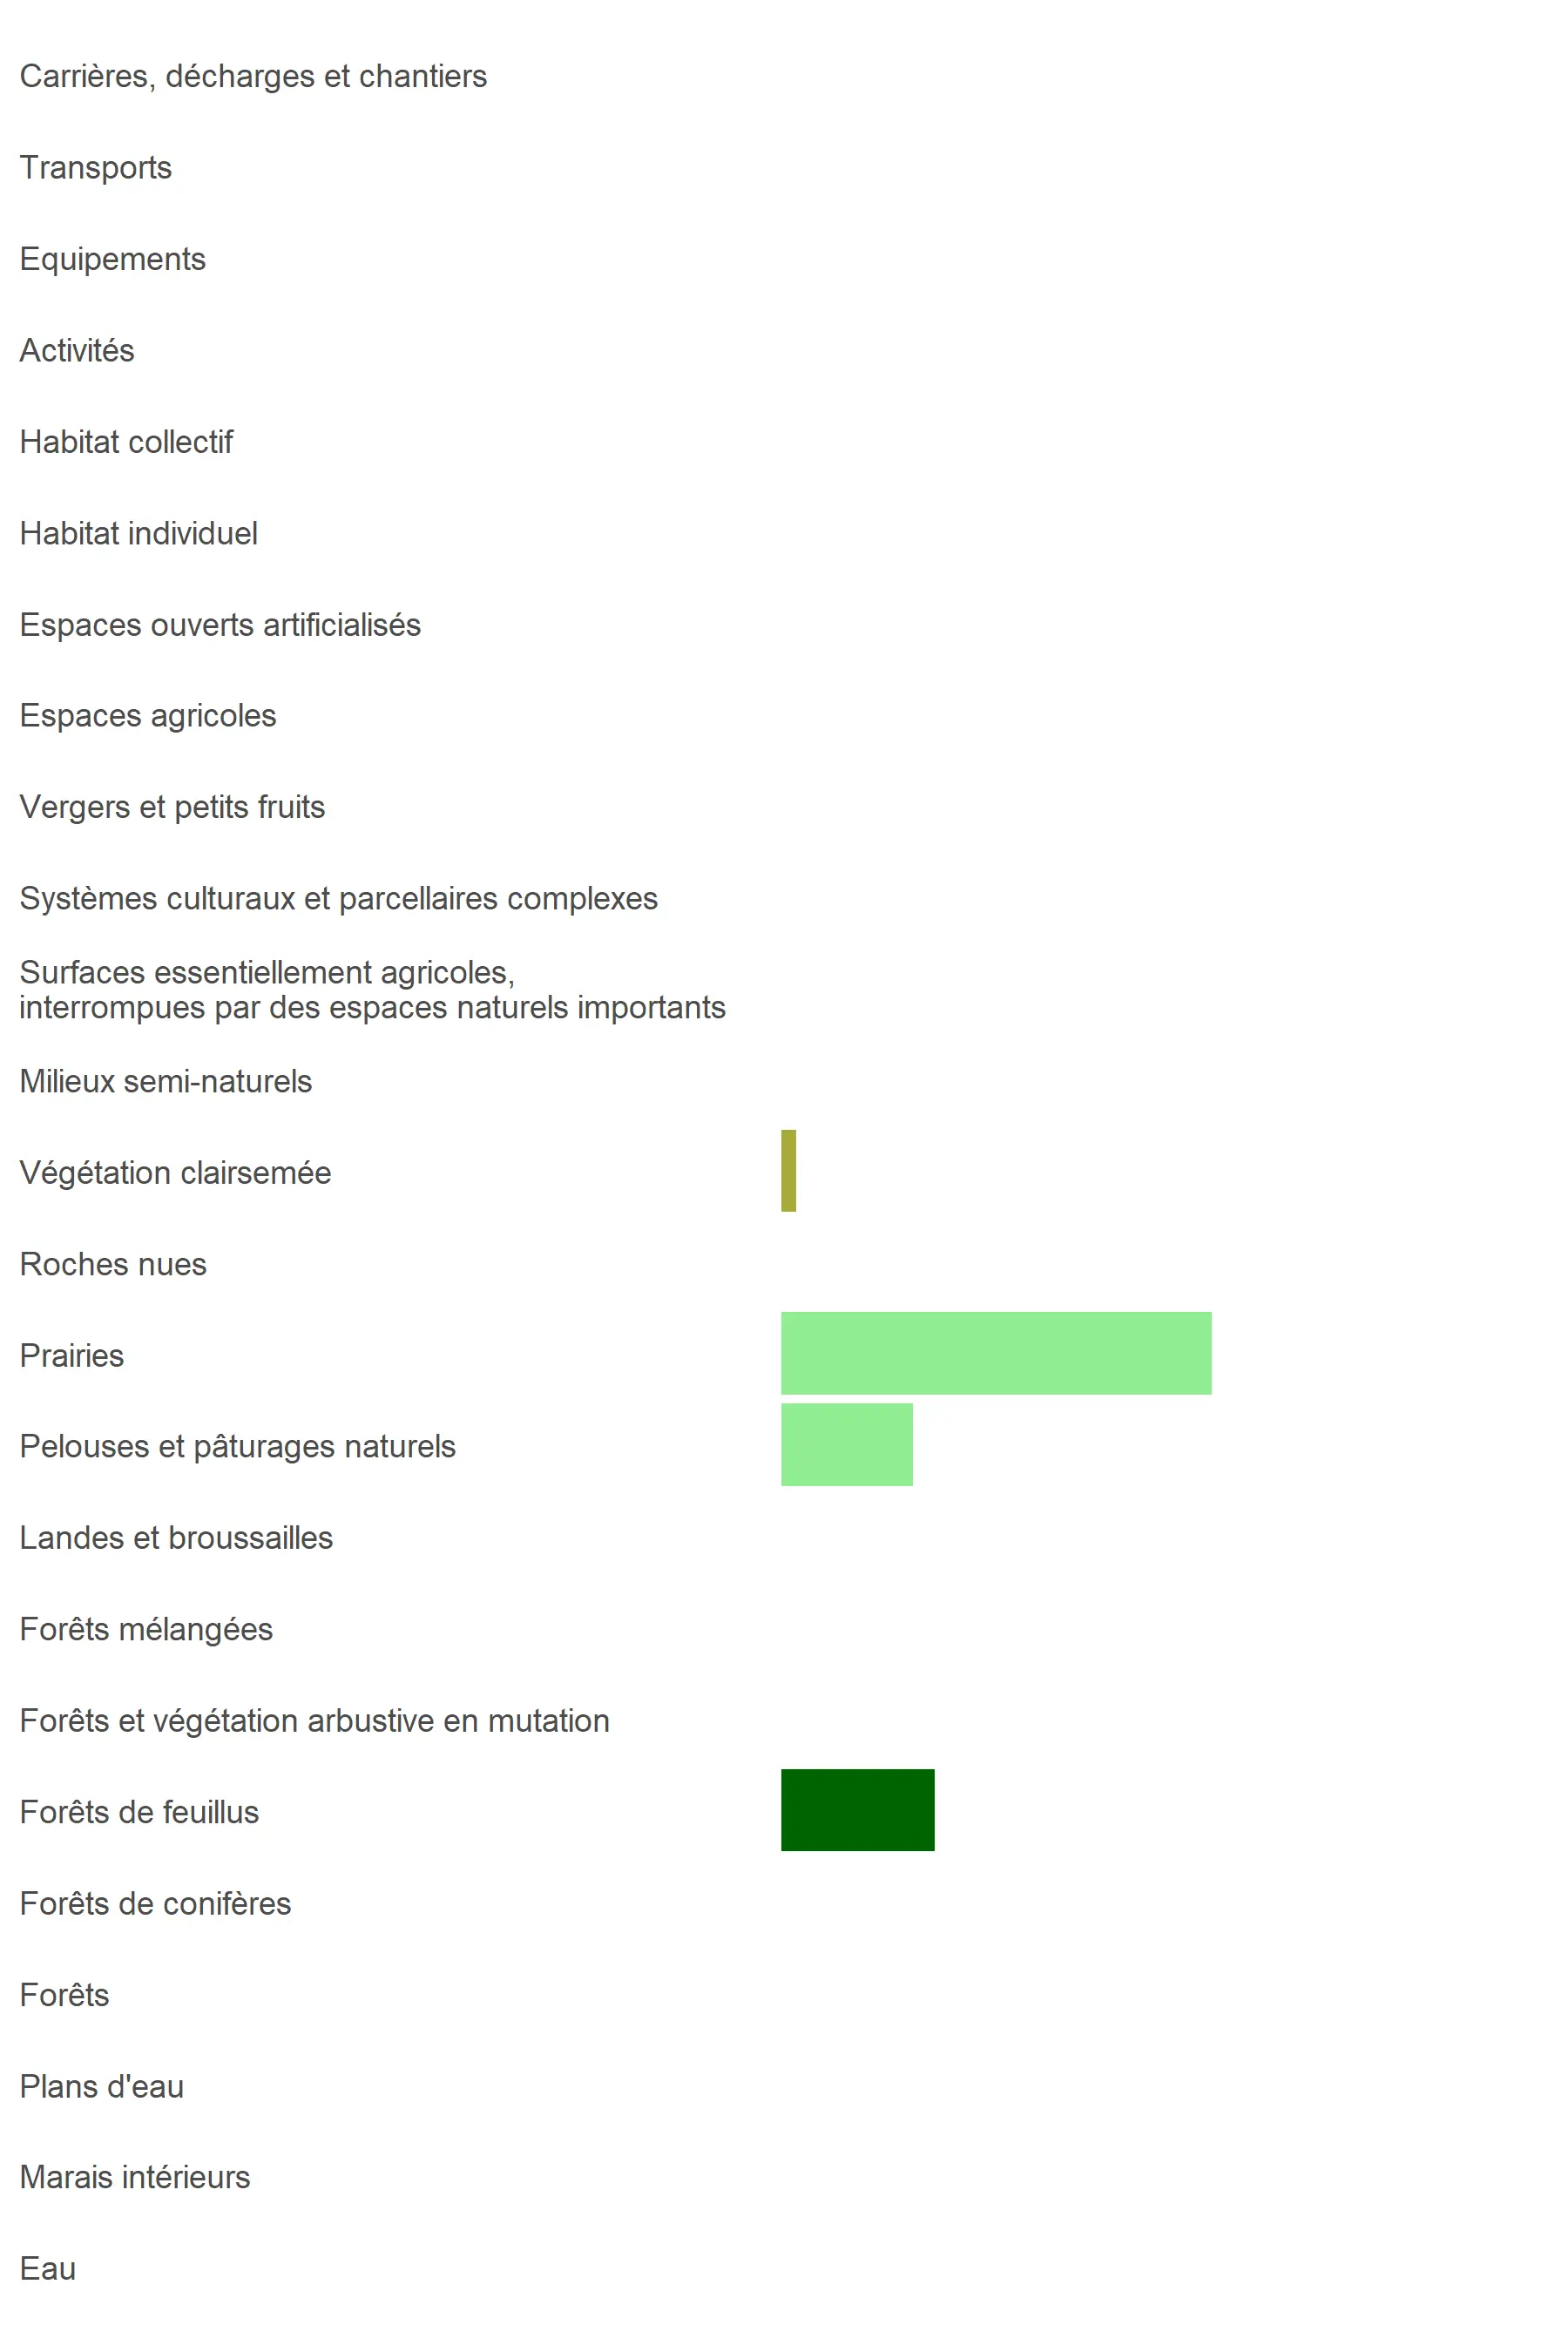 Carrières, décharges et chantiers
Transports
Equipements
Activités
Habitat collectif
Habitat individuel
Espaces ouverts artificialisés
Espaces agricoles
Vergers et petits fruits
Systèmes culturaux et parcellaires complexes
Surfaces essentiellement agricoles,
interrompues par des espaces naturels importants
Milieux semi-naturels
Végétation clairsemée
Roches nues
Prairies
Pelouses et pâturages naturels
Landes et broussailles
Forêts mélangées
Forêts et végétation arbustive en mutation
Forêts de feuillus
Forêts de conifères
Forêts
Plans d'eau
Marais intérieurs
Eau